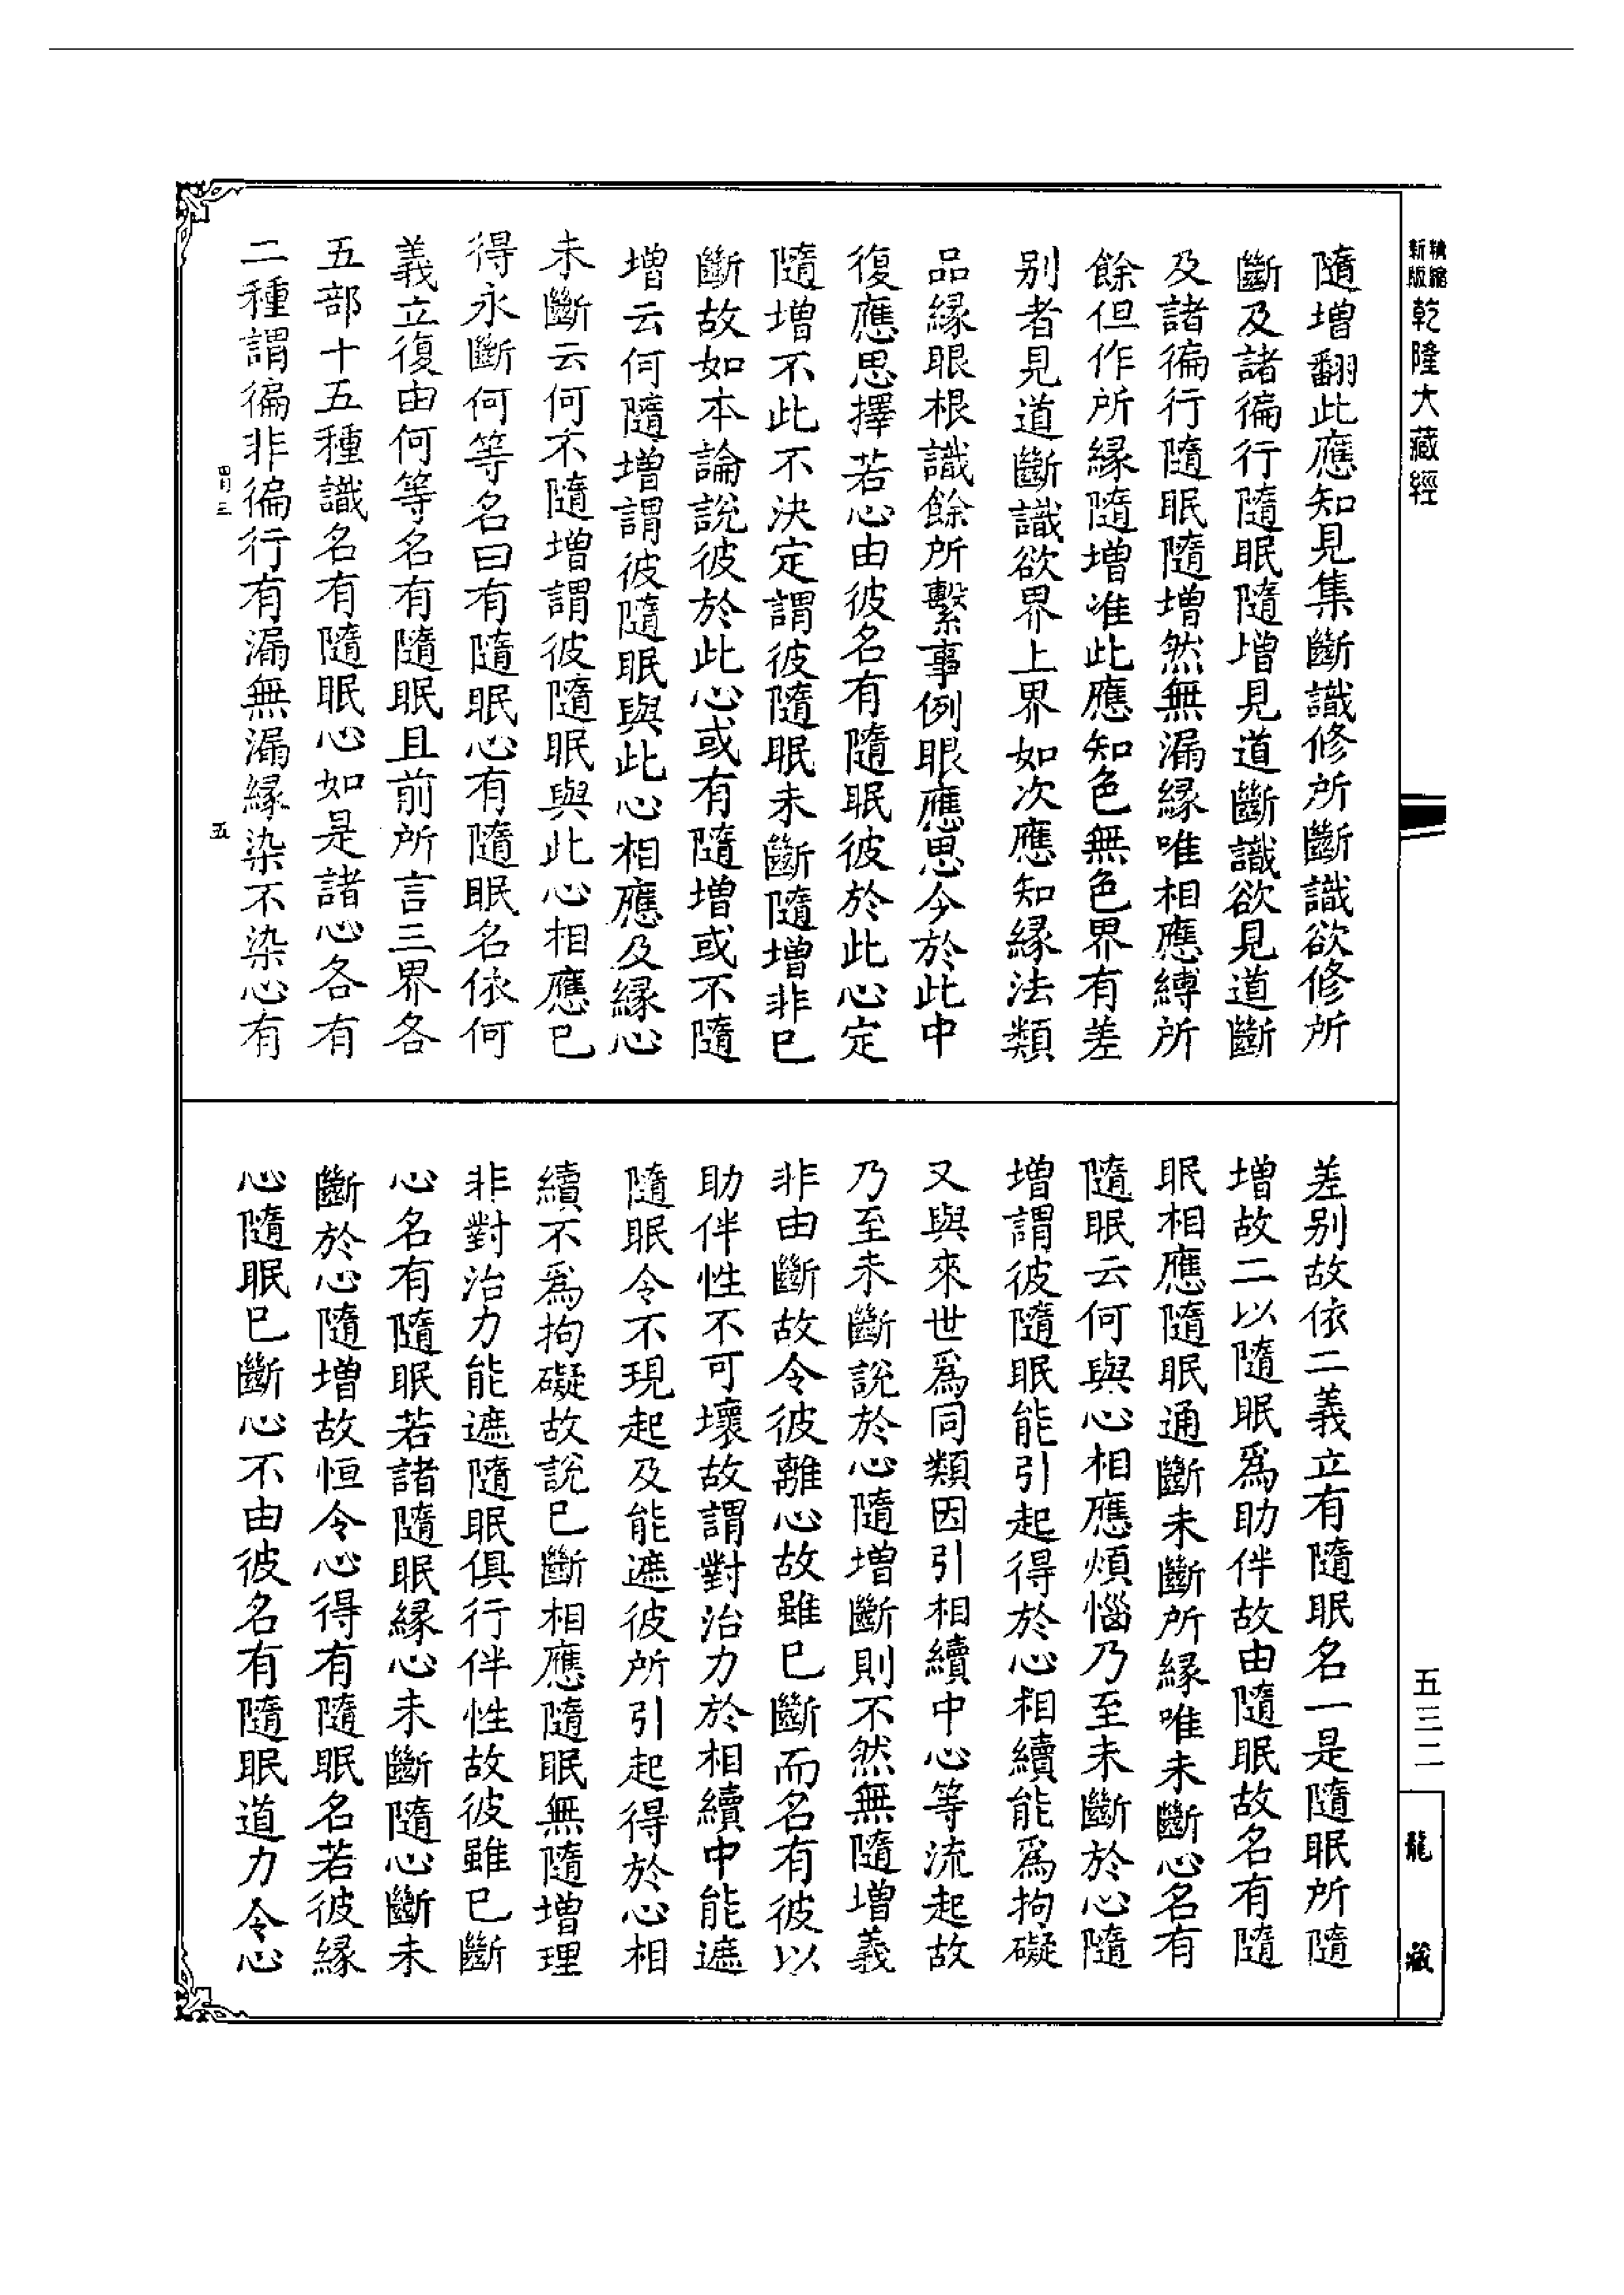 新版
精縮
乾隆大藏經
隨增翻此應知見集斷識修所斷識欲修所
斷及諸徧行隨眠隨增見道斷識欲見道斷
及諸徧行隨眠隨增然無漏緣唯相應縛所
餘但作所緣隨增准此應知色無色界有差
別者見道斷識欲界上界如次應知緣法類
品緣眼根識餘所繫事例眼應思今於此中
復應思擇若心由彼名有隨眠彼於此心定
隨增不此不決定謂彼隨眠未斷隨增非已
斷故如本論說彼於此心或有隨增或不隨
增云何隨增謂彼隨眠與此心相應及緣心
未斷云何不隨增謂彼隨眠與此心相應已
得永斷何等名曰有隨眠心有隨眠名依何
義立復由何等名有隨眠且前所言三界各
五部十五種識名有隨眠心如是諸心各有
二種謂徧非徧行有漏無漏緣染不染心有
五
差別故依二義立有隨眠名一是隨眠所隨
增故二以隨眠爲助伴故由隨眠故名有隨
眠相應隨眠通斷未斷所緣唯未斷心名有
隨眠云何與心相應煩惱乃至未斷於心隨
增謂彼隨眠能引起得於心相續能爲拘礙
又與來世爲同類因引相續中心等流起故
乃至未斷說於心隨增斷則不然無隨增義
非由斷故令彼離心故雖已斷而名有彼以
助伴性不可壞故謂對治力於相續中能遮
隨眠令不現起及能遮彼所引起得於心相
續不爲拘礙故說已斷相應隨眠無隨增理
非對治力能遮隨眠俱行伴性故彼雖已斷
心名有隨眠若諸隨眠緣心未斷隨心斷未
斷於心隨增故恒令心得有隨眠名若彼緣
心隨眠已斷心不由彼名有隨眠道力令心
五三二
龍藏